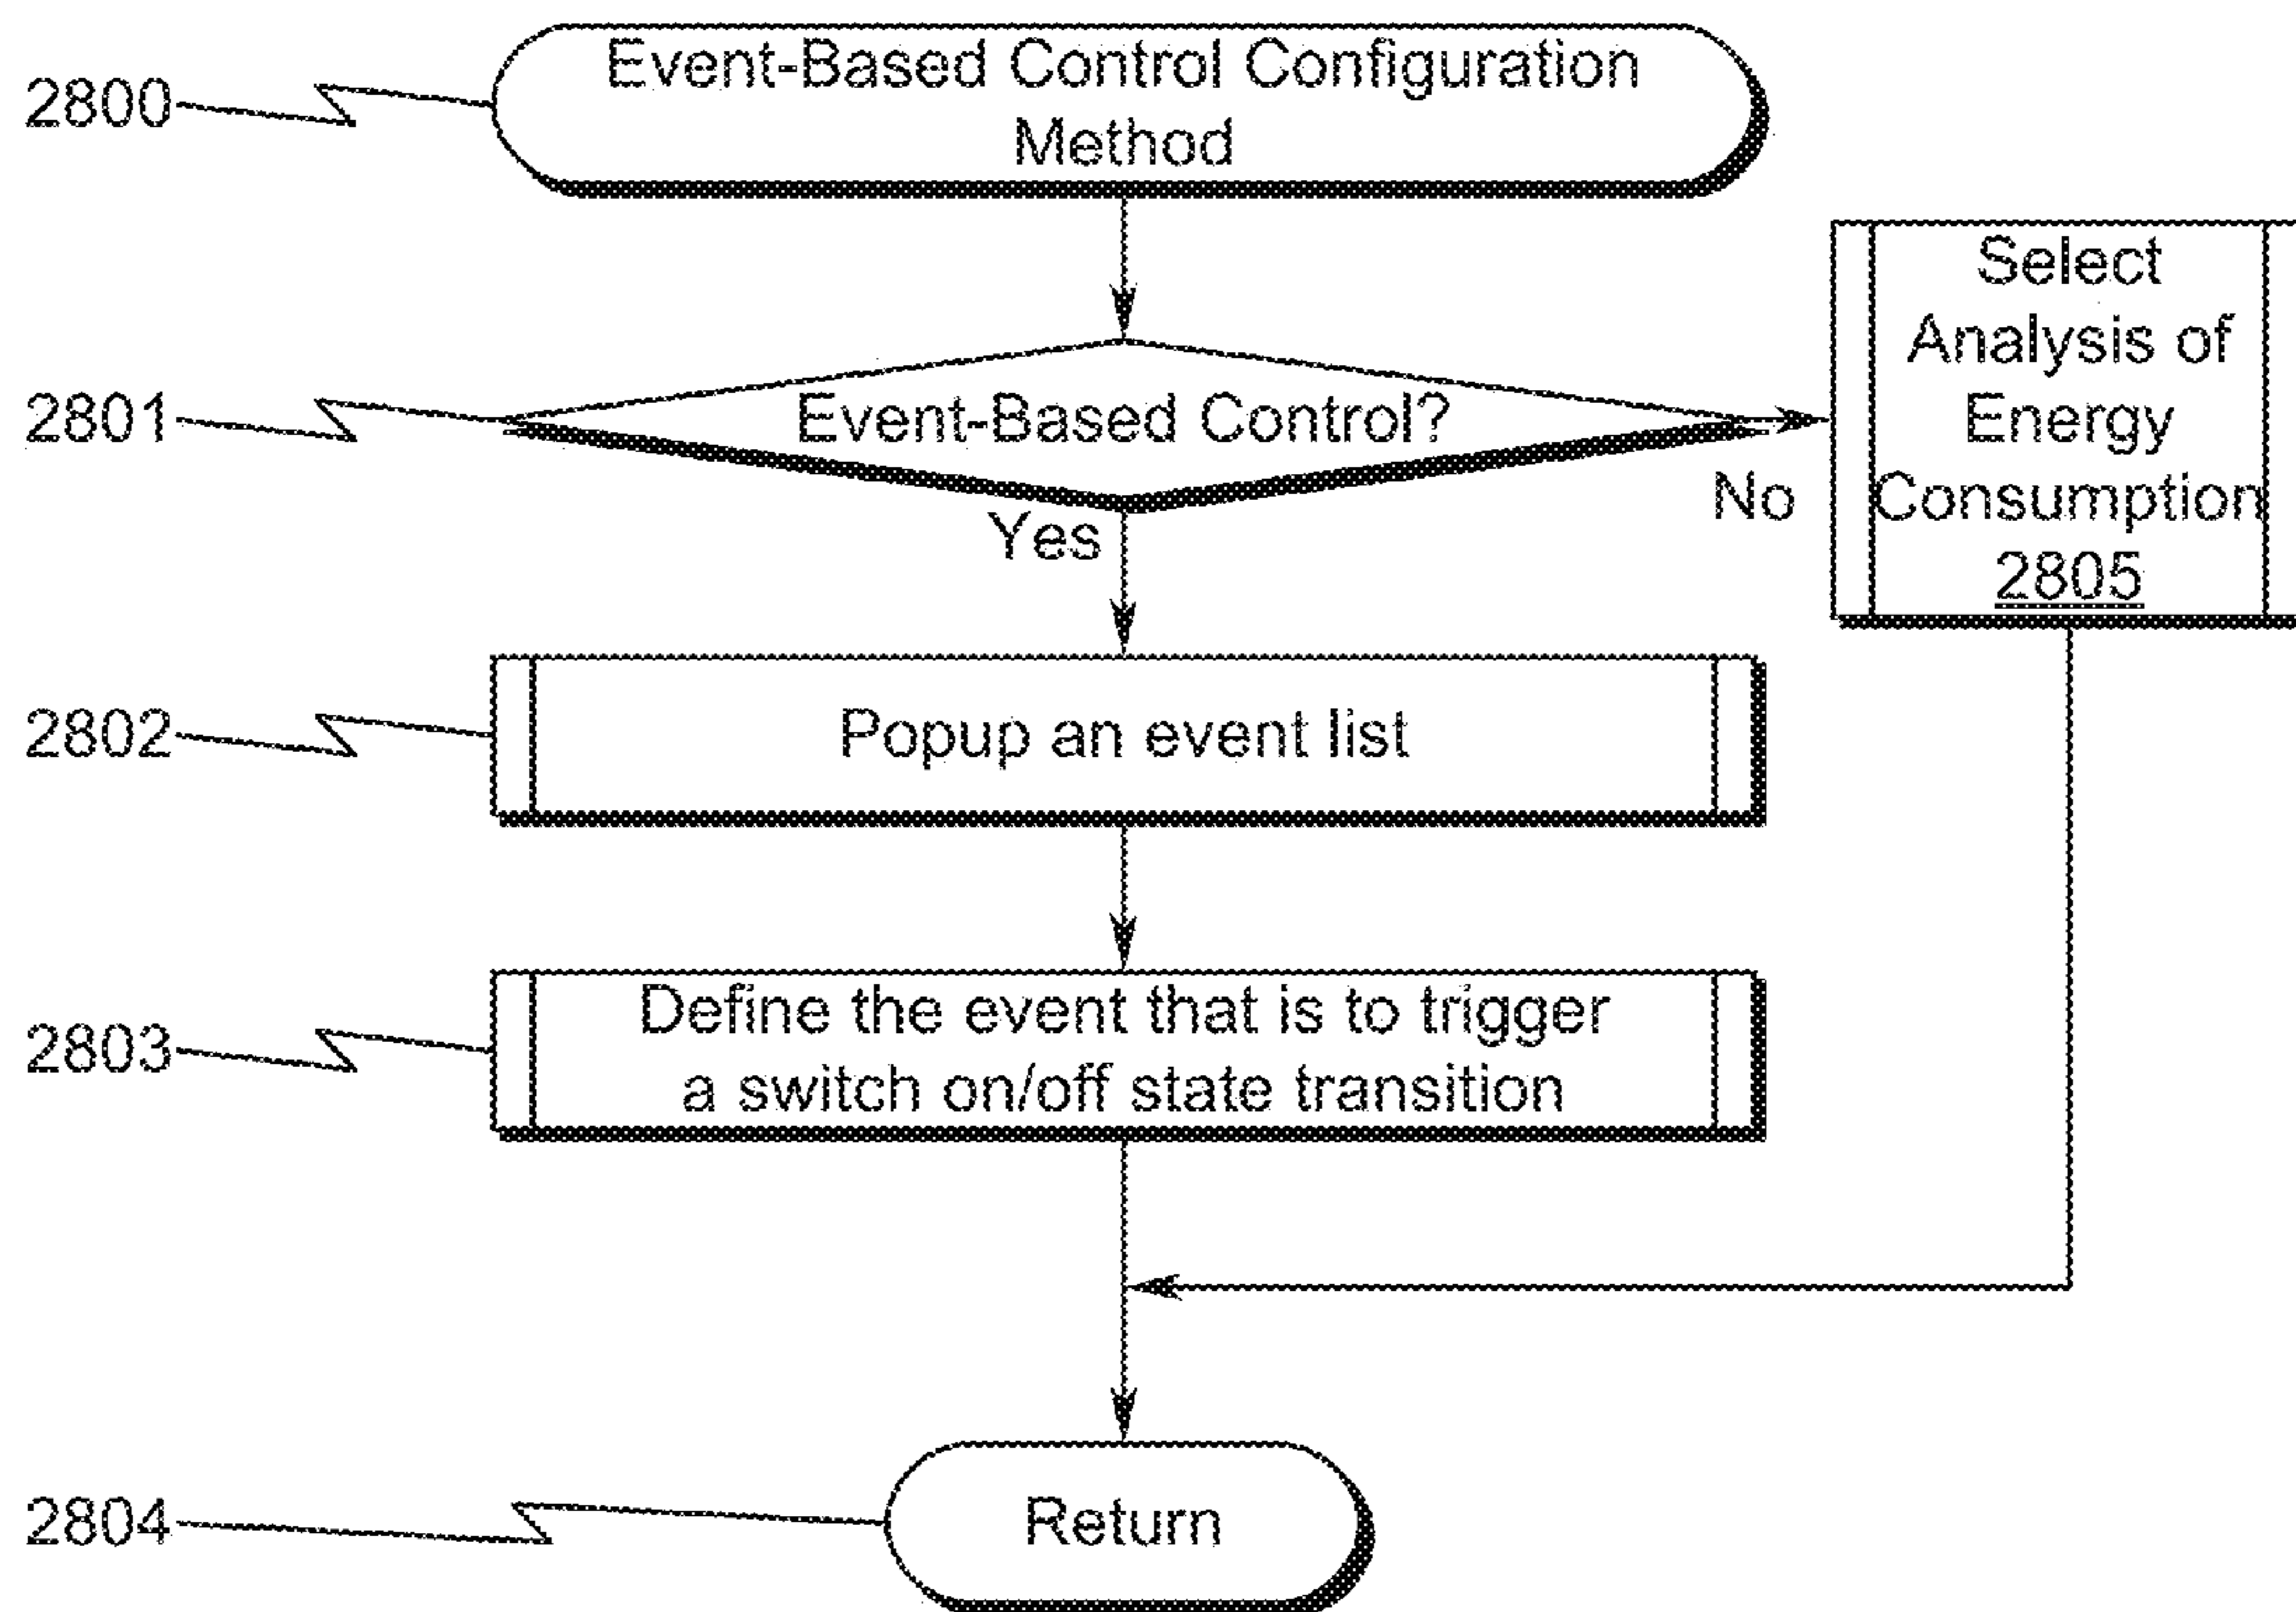 2800
Event-Based Control Configuration
Method
2801
Event-Based Control?
No
Yes
Select
Analysis of
Energy
Consumption
2805
2802
Popup an event list
2803
Define the event that is to trigger
a switch on/off state transition
2804
Return